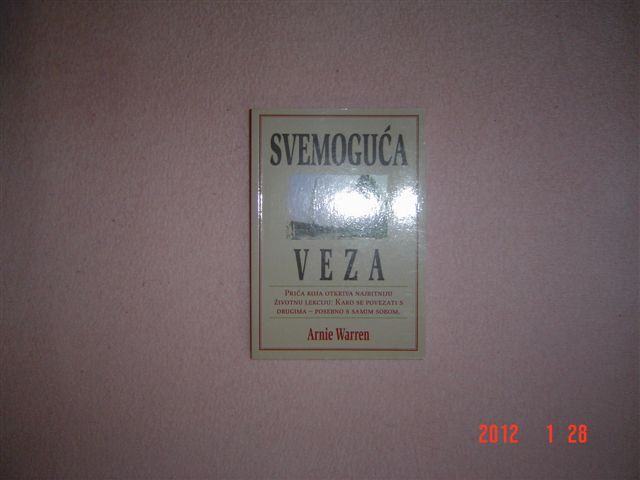 SVEMOGUĆA
VEZA
PRIČA KOJA OTKRIVA NAJBITNIJU
ŽIVOTNU LEKCIJU: KAKO SE POVEZATI S
DRUGIMA – POSEBNO S SAMIM SOBOM.
Arnie Warren
2012 1 28